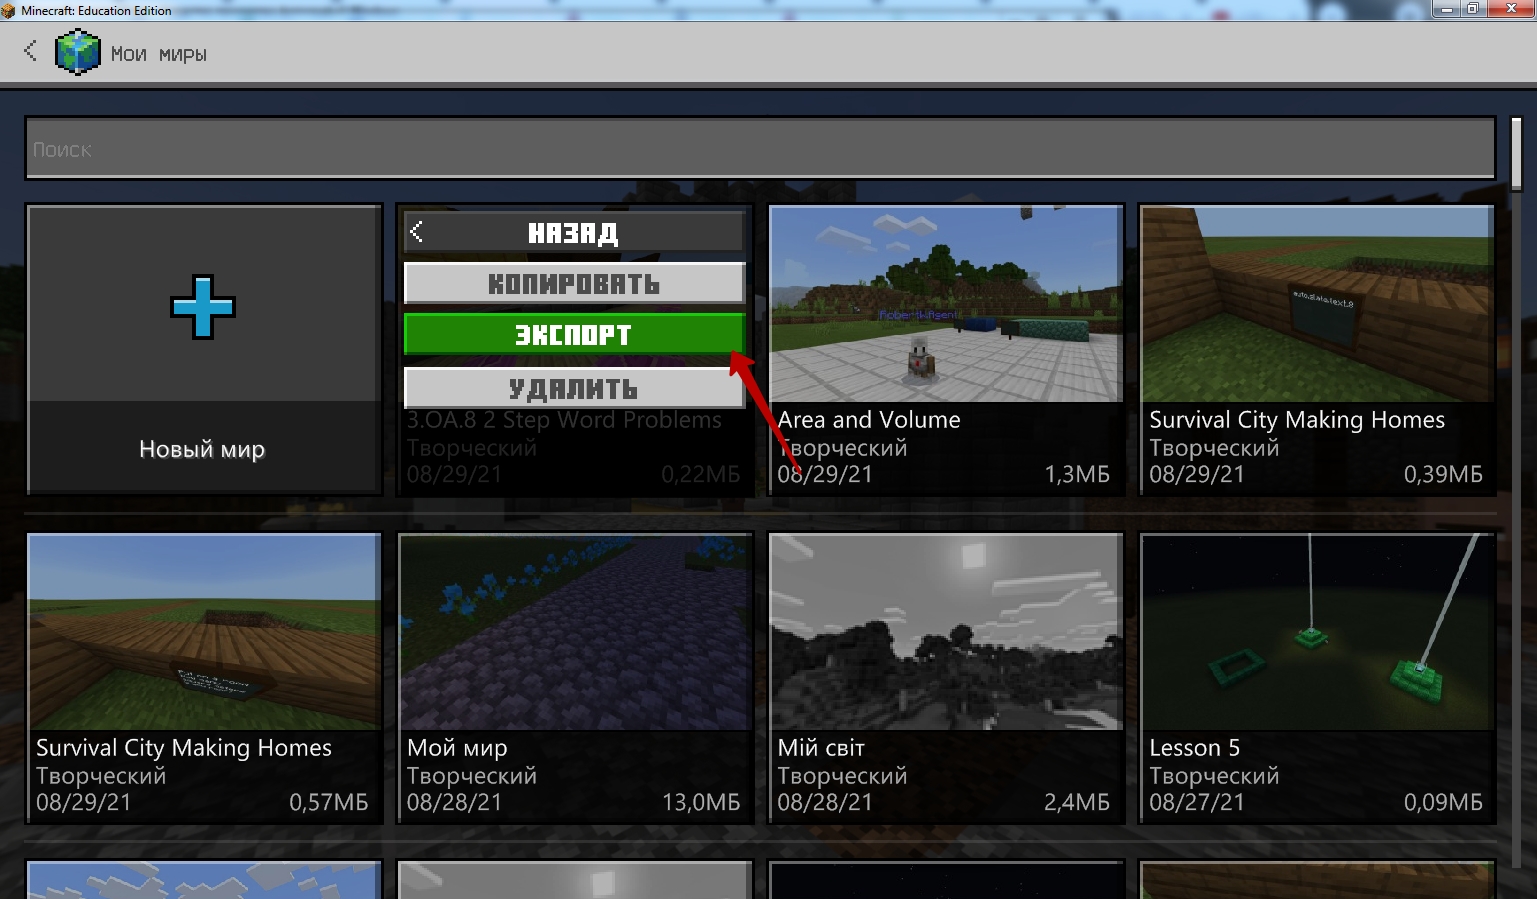 Minecraft: Education Edition
Мои миры
Поиск
Новый мир
НАЗАД
КОПИРОВАТЬ
ЭКСПОРТ
УДАЛИТЬ
3.OA.8 2 Step Word Problems
Творческий
08/29/21 0,22МБ
Area and Volume
Творческий
08/29/21 1,3МБ
Survival City Making Homes
Творческий
08/29/21 0,39МБ
Survival City Making Homes
Творческий
08/29/21 0,57МБ
Мой мир
Творческий
08/28/21 13,0МБ
Мій світ
Творческий
08/28/21 2,4МБ
Lesson 5
Творческий
08/27/21 0,09МБ